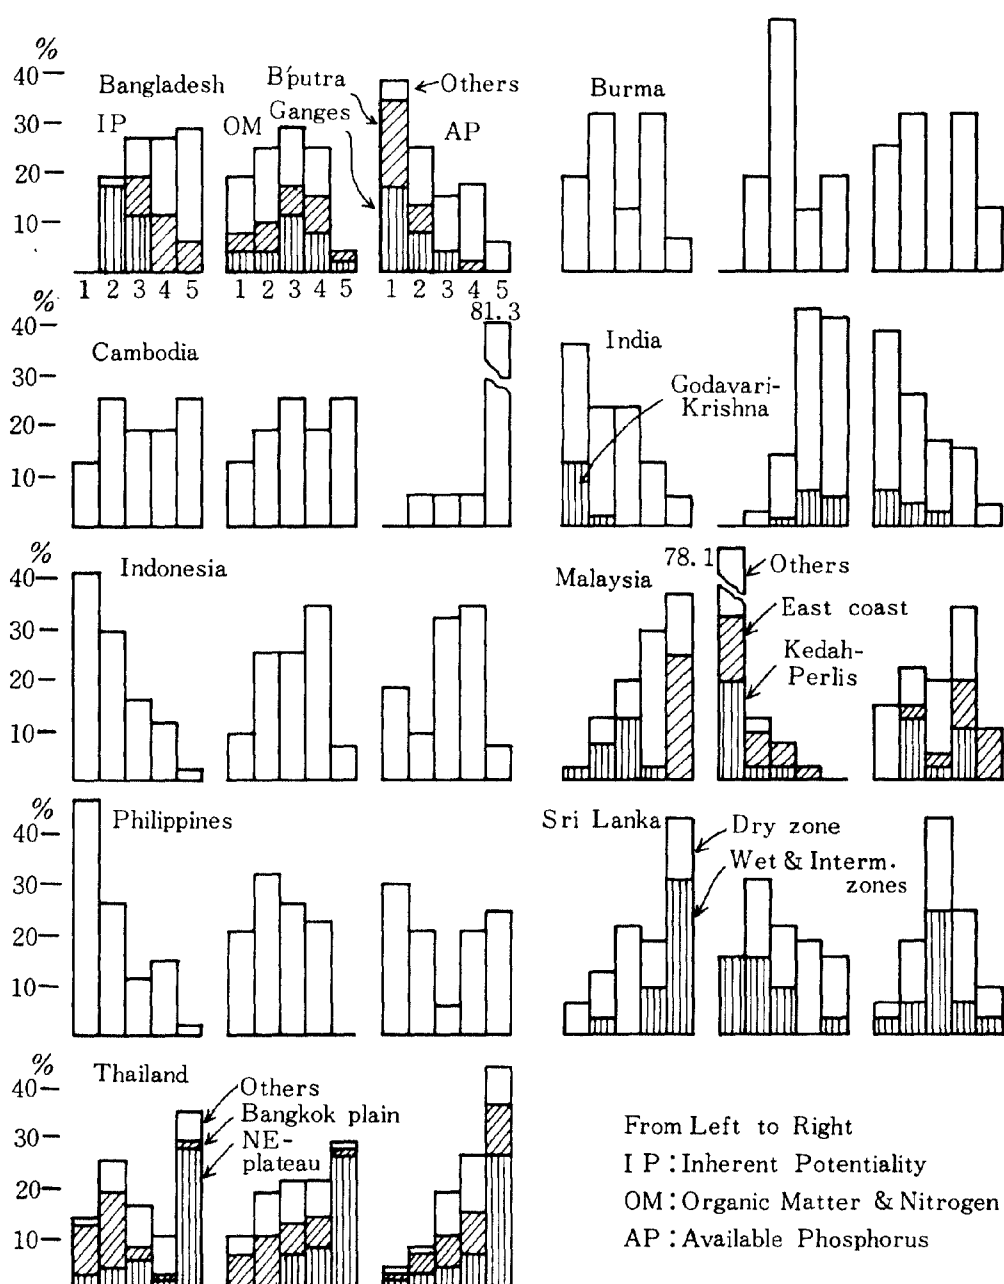 %
40
30
20
10
Bangladesh
IP
OM
B'putra
Ganges
Others
AP
1 2 3 4 5
1 2 3 4 5
1 2 3 4 5
Burma
%
40
30
20
10
Cambodia
81.3
India
Godavari-
Krishna
%
40
30
20
10
Indonesia
Malaysia
78.1
Others
East coast
Kedah-
Perlis
%
40
30
20
10
Philippines
Sri Lanka
Dry zone
Wet & Interm.
zones
%
40
30
20
10
Thailand
Others
Bangkok plain
NE-
plateau
From Left to Right
IP : Inherent Potentiality
OM : Organic Matter & Nitrogen
AP : Available Phosphorus